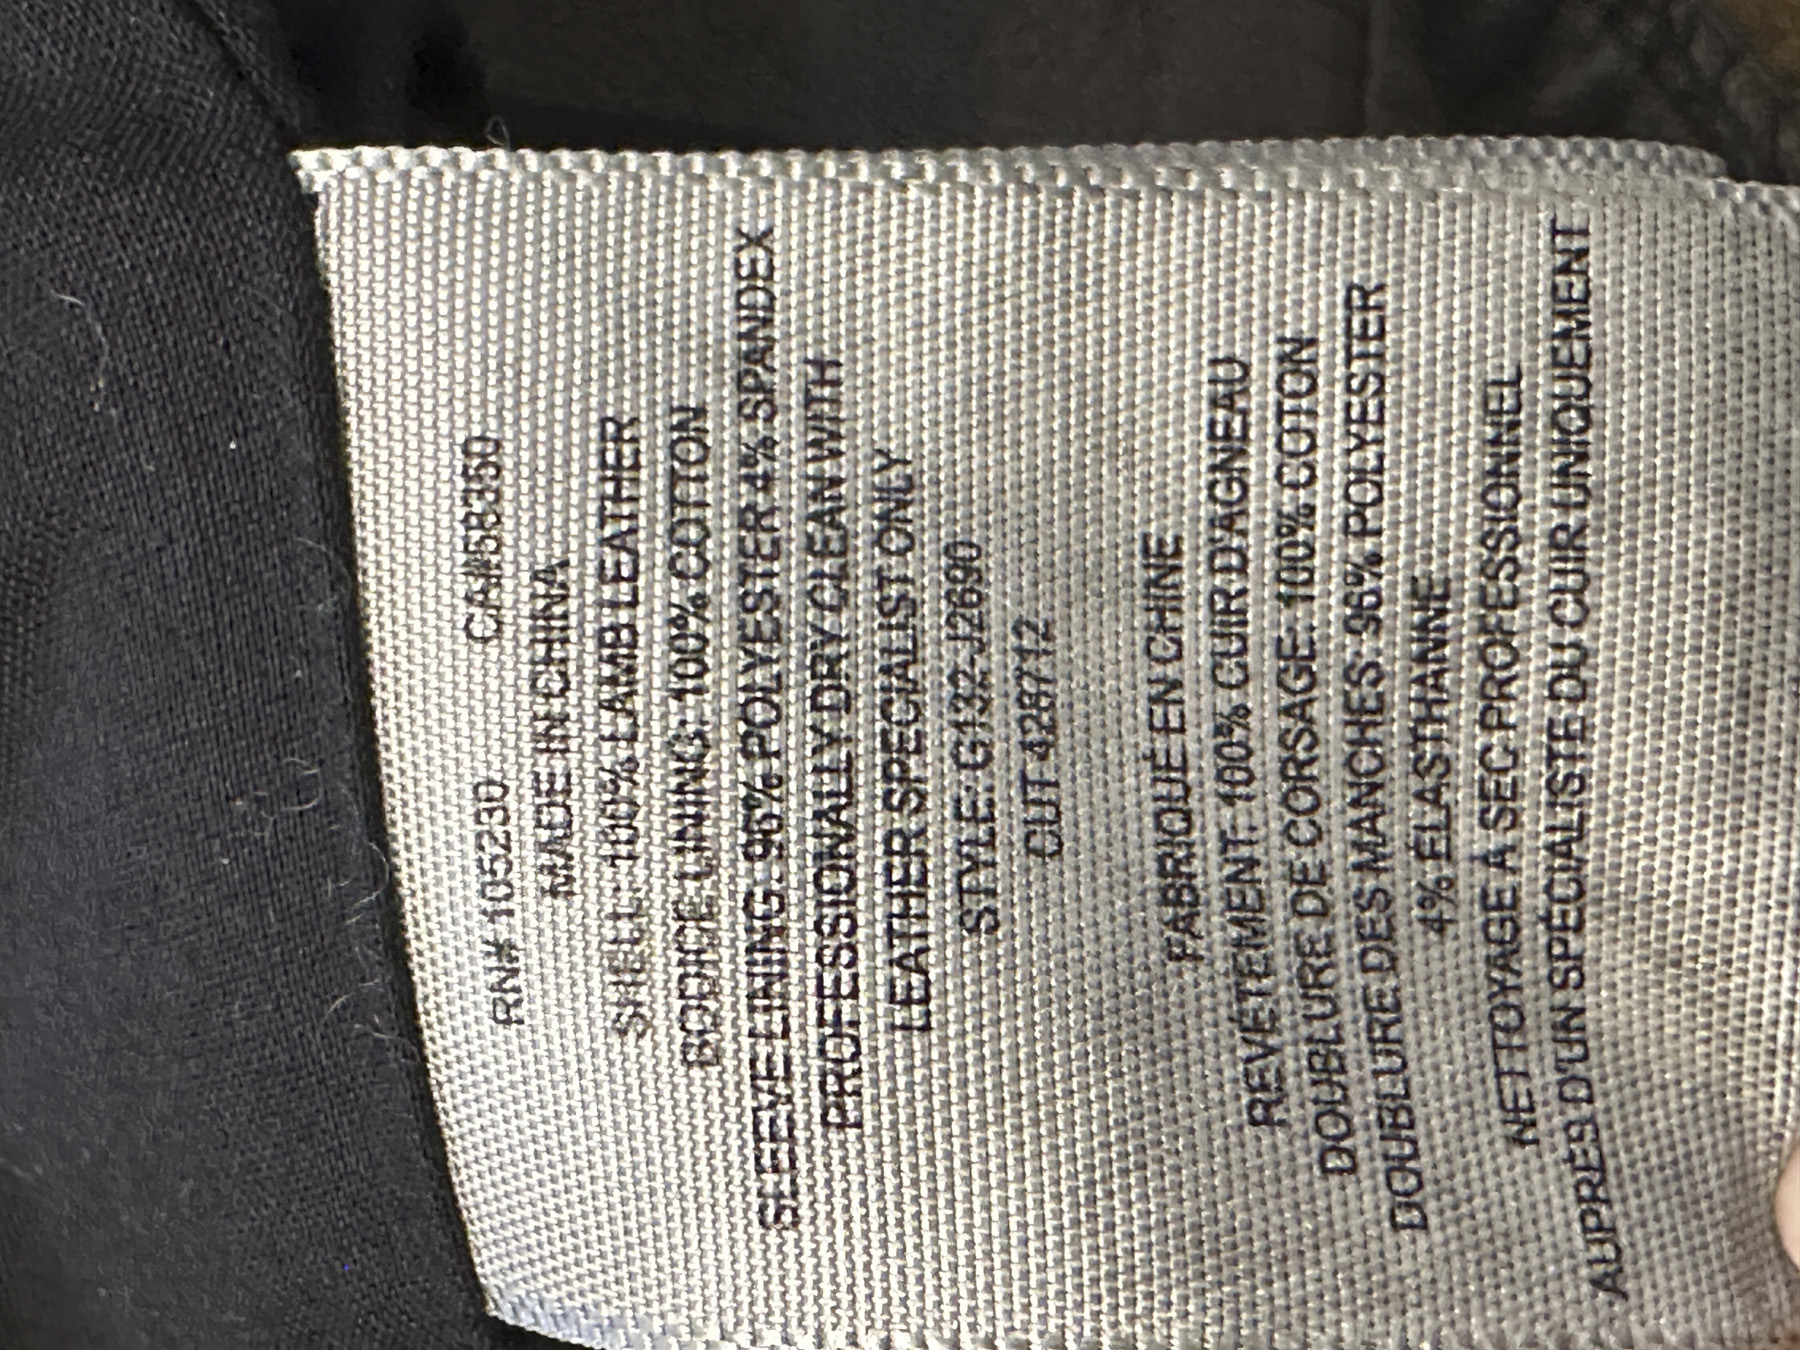 RN# 105230 CA#58350
MADE IN CHINA
SHELL: 100% LAMB LEATHER
BODICE LINING: 100% COTTON
SLEEVE LINING: 96% POLYESTER 4% SPANDEX
PROFESSIONALLY DRY CLEAN WITH
LEATHER SPECIALIST ONLY
STYLE: G132-J2690
CUT 428712
FABRIQUÉ EN CHINE
REVÊTEMENT: 100% CUIR D'AGNEAU
DOUBLURE DE CORSAGE: 100% COTON
DOUBLURE DES MANCHES: 96% POLYESTER
4% ELASTHANNE
NETTOYAGE À SEC PROFESSIONNEL
AUPRÈS D'UN SPÉCIALISTE DU CUIR UNIQUEMENT